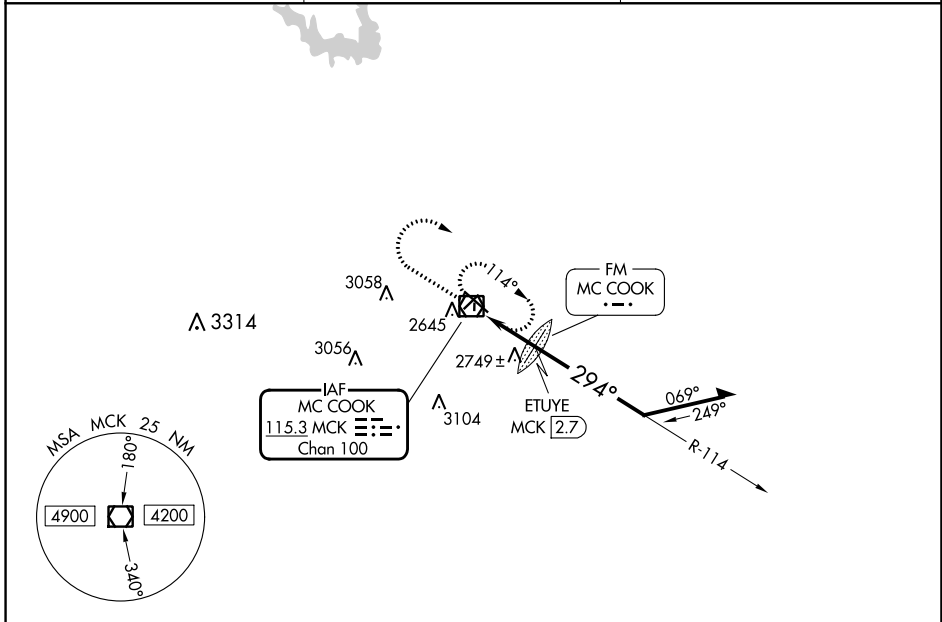 114°
FM
MC COOK
3058
3314
2645
3056
2749 ±
294°
069°
249°
IAF
MC COOK
115.3 MCK
Chan 100
3104
ETUYE
MCK 2.7
R-114
MSA MCK 25 NM
180°
4900
4200
340°